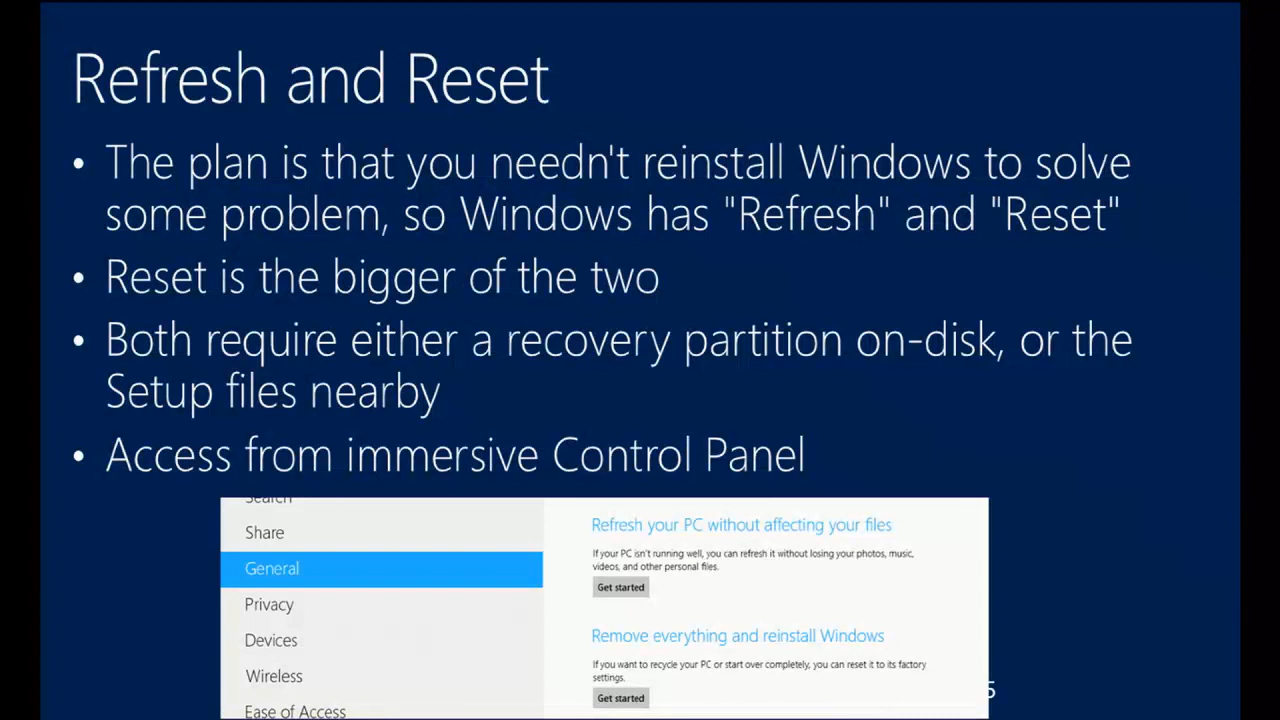 Refresh and Reset
• The plan is that you needn't reinstall Windows to solve
some problem, so Windows has "Refresh" and "Reset"
• Reset is the bigger of the two
• Both require either a recovery partition on-disk, or the
Setup files nearby
• Access from immersive Control Panel
Search
Share
General
Privacy
Devices
Wireless
Ease of Access
Refresh your PC without affecting your files
If your PC isn't running well, you can refresh it without losing your photos, music,
videos, and other personal files.
Get started
Remove everything and reinstall Windows
If you want to recycle your PC or start over completely, you can reset it to its factory
settings.
Get started
5